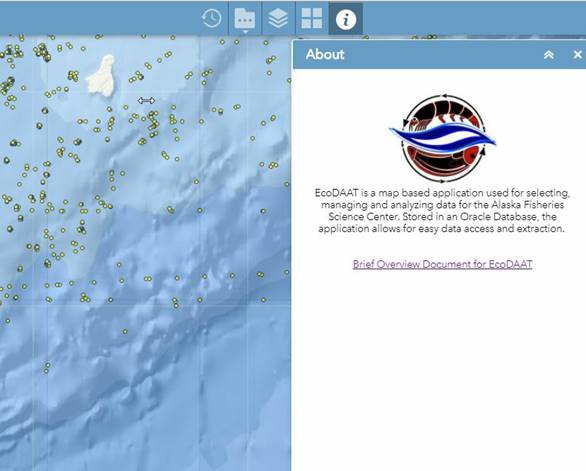 About
EcoDAAT is a map based application used for selecting,
managing and analyzing data for the Alaska Fisheries
Science Center. Stored in an Oracle Database, the
application allows for easy data access and extraction.
Brief Overview Document for EcoDAAT